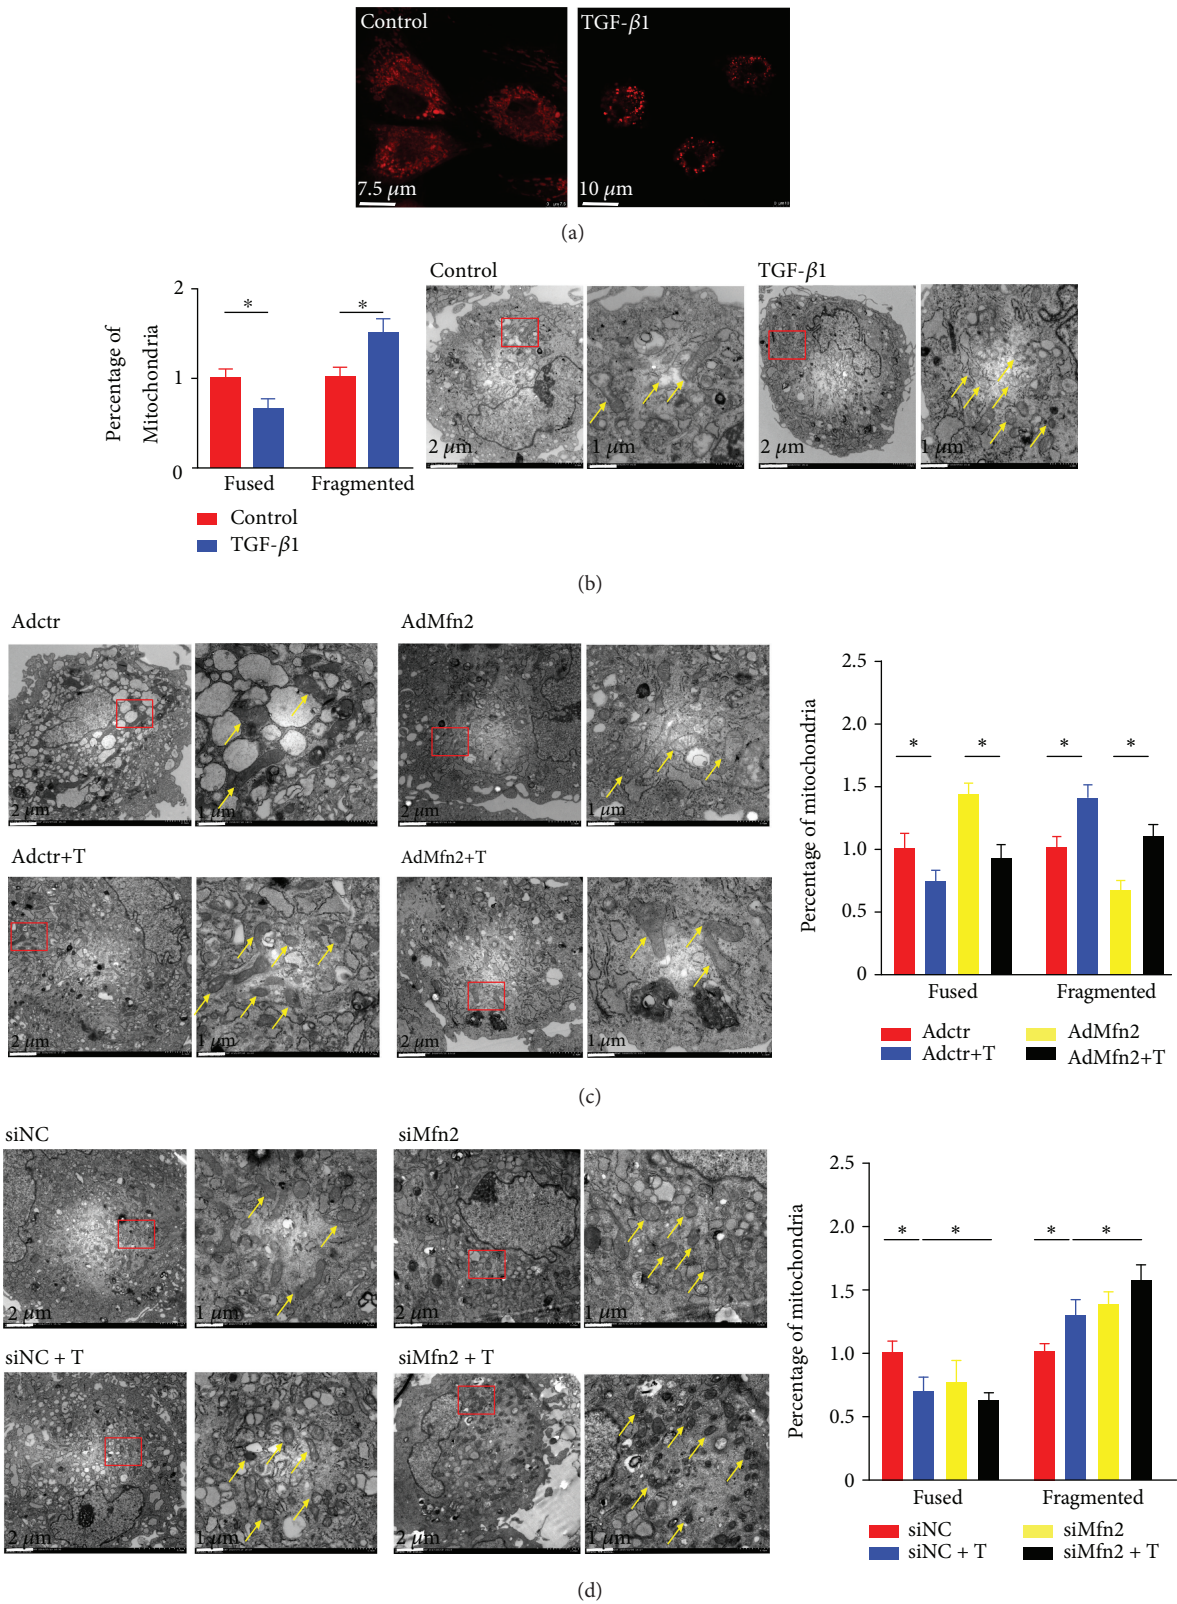 Control
TGF-β1
7.5 μm
10 μm
(a)
Percentage of
Mitochondria
2
1
0
*
*
Fused
Fragmented
Control
TGF-β1
Control
TGF-β1
2 μm
1 μm
2 μm
1 μm
(b)
Adctr
AdMfn2
2 μm
1 μm
2 μm
1 μm
Adctr+T
AdMfn2+T
2 μm
1 μm
2 μm
1 μm
Percentage of mitochondria
2.5
2.0
1.5
1.0
0.5
0
*
*
*
*
Fused
Fragmented
Adctr
AdMfn2
Adctr+T
AdMfn2+T
(c)
siNC
siMfn2
2 μm
1 μm
2 μm
1 μm
siNC + T
siMfn2 + T
2 μm
1 μm
2 μm
1 μm
Percentage of mitochondria
2.5
2.0
1.5
1.0
0.5
0
*
*
*
*
Fused
Fragmented
siNC
siMfn2
siNC + T
siMfn2 + T
(d)